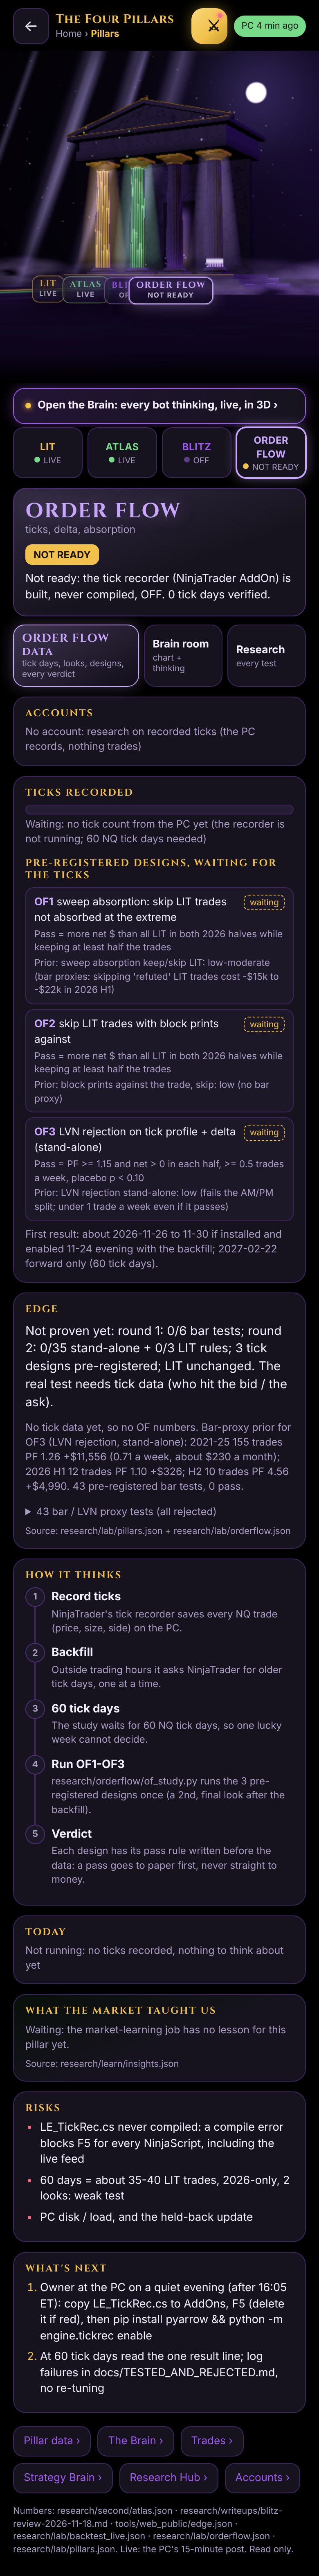 THE FOUR PILLARS
Home › Pillars
PC 4 min ago
LIT
LIVE
ATLAS
LIVE
ORDER FLOW
NOT READY
Open the Brain: every bot thinking, live, in 3D ›
LIT
LIVE
ATLAS
LIVE
BLITZ
OFF
ORDER
FLOW
NOT READY
ORDER FLOW
ticks, delta, absorption
NOT READY
Not ready: the tick recorder (NinjaTrader AddOn) is
built, never compiled, OFF. 0 tick days verified.
ORDER FLOW
DATA
tick days, looks, designs,
every verdict
Brain room
chart +
thinking
Research
every test
ACCOUNTS
No account: research on recorded ticks (the PC
records, nothing trades)
TICKS RECORDED
Waiting: no tick count from the PC yet (the recorder is
not running; 60 NQ tick days needed)
PRE-REGISTERED DESIGNS, WAITING FOR
THE TICKS
OF1 sweep absorption: skip LIT trades
not absorbed at the extreme
waiting
Pass = more net $ than all LIT in both 2026 halves while
keeping at least half the trades
Prior: sweep absorption keep/skip LIT: low-moderate
(bar proxies: skipping 'refuted' LIT trades cost -$15k to
-$22k in 2026 H1)
OF2 skip LIT trades with block prints
against
waiting
Pass = more net $ than all LIT in both 2026 halves while
keeping at least half the trades
Prior: block prints against the trade, skip: low (no bar
proxy)
OF3 LVN rejection on tick profile + delta
(stand-alone)
waiting
Pass = PF >= 1.15 and net > 0 in each half, >= 0.5 trades
a week, placebo p < 0.10
Prior: LVN rejection stand-alone: low (fails the AM/PM
split; under 1 trade a week even if it passes)
First result: about 2026-11-26 to 11-30 if installed and
enabled 11-24 evening with the backfill; 2027-02-22
forward only (60 tick days).
EDGE
Not proven yet: round 1: 0/6 bar tests; round
2: 0/35 stand-alone + 0/3 LIT rules; 3 tick
designs pre-registered; LIT unchanged. The
real test needs tick data (who hit the bid / the
ask).
No tick data yet, so no OF numbers. Bar-proxy prior for
OF3 (LVN rejection, stand-alone): 2021-25 155 trades
PF 1.26 +$11,556 (0.71 a week, about $230 a month);
2026 H1 12 trades PF 1.10 +$326; H2 10 trades PF 4.56
+$4,990. 43 pre-registered bar tests, 0 pass.
▶ 43 bar / LVN proxy tests (all rejected)
Source: research/lab/pillars.json + research/lab/orderflow.json
HOW IT THINKS
1 Record ticks
NinjaTrader's tick recorder saves every NQ trade
(price, size, side) on the PC.
2 Backfill
Outside trading hours it asks NinjaTrader for older
tick days, one at a time.
3 60 tick days
The study waits for 60 NQ tick days, so one lucky
week cannot decide.
4 Run OF1-OF3
research/orderflow/of_study.py runs the 3 pre-
registered designs once (a 2nd, final look after the
backfill).
5 Verdict
Each design has its pass rule written before the
data: a pass goes to paper first, never straight to
money.
TODAY
Not running: no ticks recorded, nothing to think about
yet
WHAT THE MARKET TAUGHT US
Waiting: the market-learning job has no lesson for this
pillar yet.
Source: research/learn/insights.json
RISKS
• LE_TickRec.cs never compiled: a compile error
blocks F5 for every NinjaScript, including the
live feed
• 60 days = about 35-40 LIT trades, 2026-only, 2
looks: weak test
• PC disk / load, and the held-back update
WHAT'S NEXT
1. Owner at the PC on a quiet evening (after 16:05
ET): copy LE_TickRec.cs to AddOns, F5 (delete
it if red), then pip install pyarrow && python -m
engine.tickrec enable
2. At 60 tick days read the one result line; log
failures in docs/TESTED_AND_REJECTED.md,
no re-tuning
Pillar data ›
The Brain ›
Trades ›
Strategy Brain ›
Research Hub ›
Accounts ›
Numbers: research/second/atlas.json · research/writeups/blitz-
review-2026-11-18.md · tools/web_public/edge.json ·
research/lab/backtest_live.json · research/lab/orderflow.json ·
research/lab/pillars.json. Live: the PC's 15-minute post. Read only.